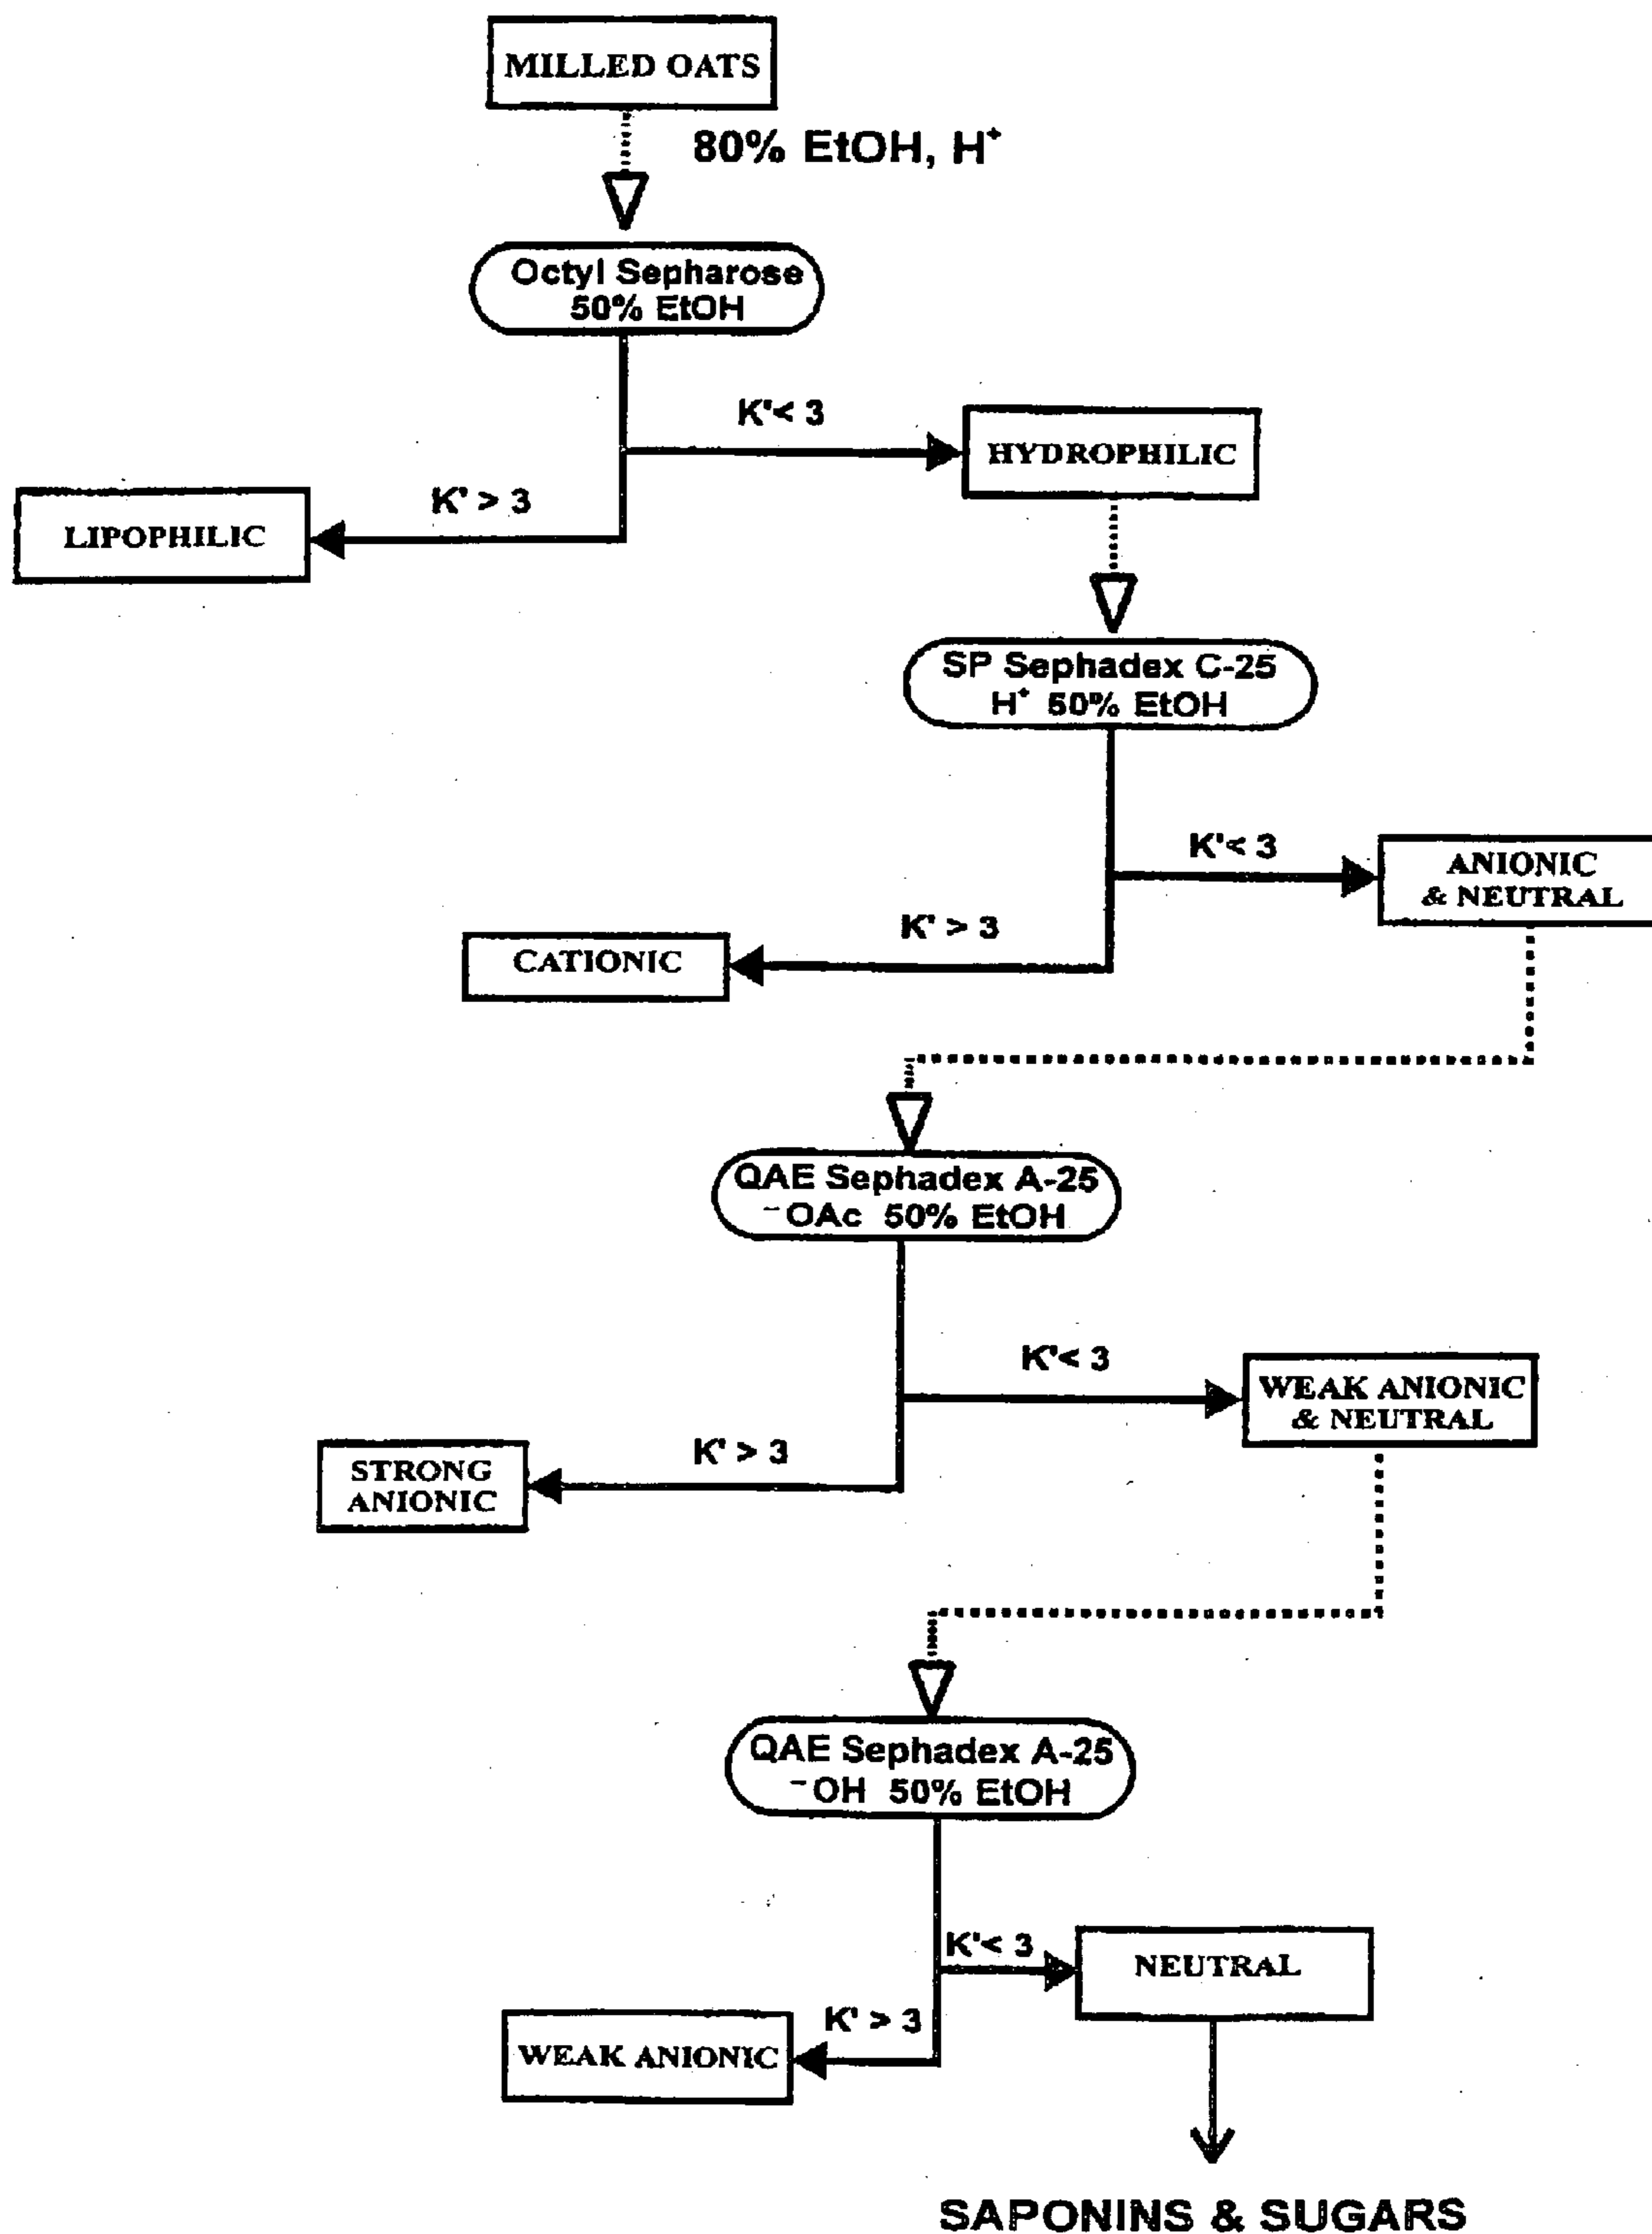 MILLED OATS
80% EtOH, H⁺
Octyl Sepharose
50% EtOH
K'< 3
HYDROPHILIC
K' > 3
LIPOPHILIC
SP Sephadex C-25
H⁺ 50% EtOH
K'< 3
ANIONIC
& NEUTRAL
K' > 3
CATIONIC
QAE Sephadex A-25
⁻OAc 50% EtOH
K'< 3
WEAK ANIONIC
& NEUTRAL
K' > 3
STRONG
ANIONIC
QAE Sephadex A-25
⁻OH 50% EtOH
K'< 3
NEUTRAL
K' > 3
WEAK ANIONIC
SAPONINS & SUGARS